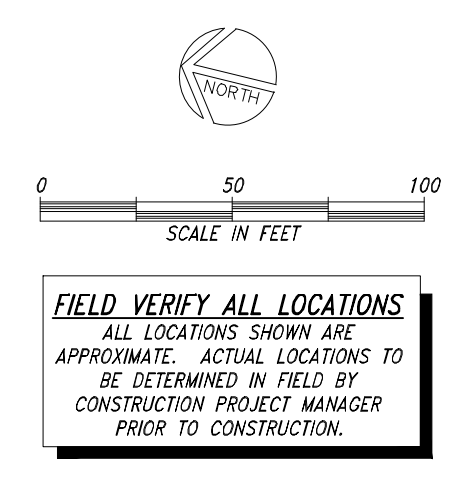 NORTH
0 50 100
SCALE IN FEET
FIELD VERIFY ALL LOCATIONS
ALL LOCATIONS SHOWN ARE
APPROXIMATE. ACTUAL LOCATIONS TO
BE DETERMINED IN FIELD BY
CONSTRUCTION PROJECT MANAGER
PRIOR TO CONSTRUCTION.